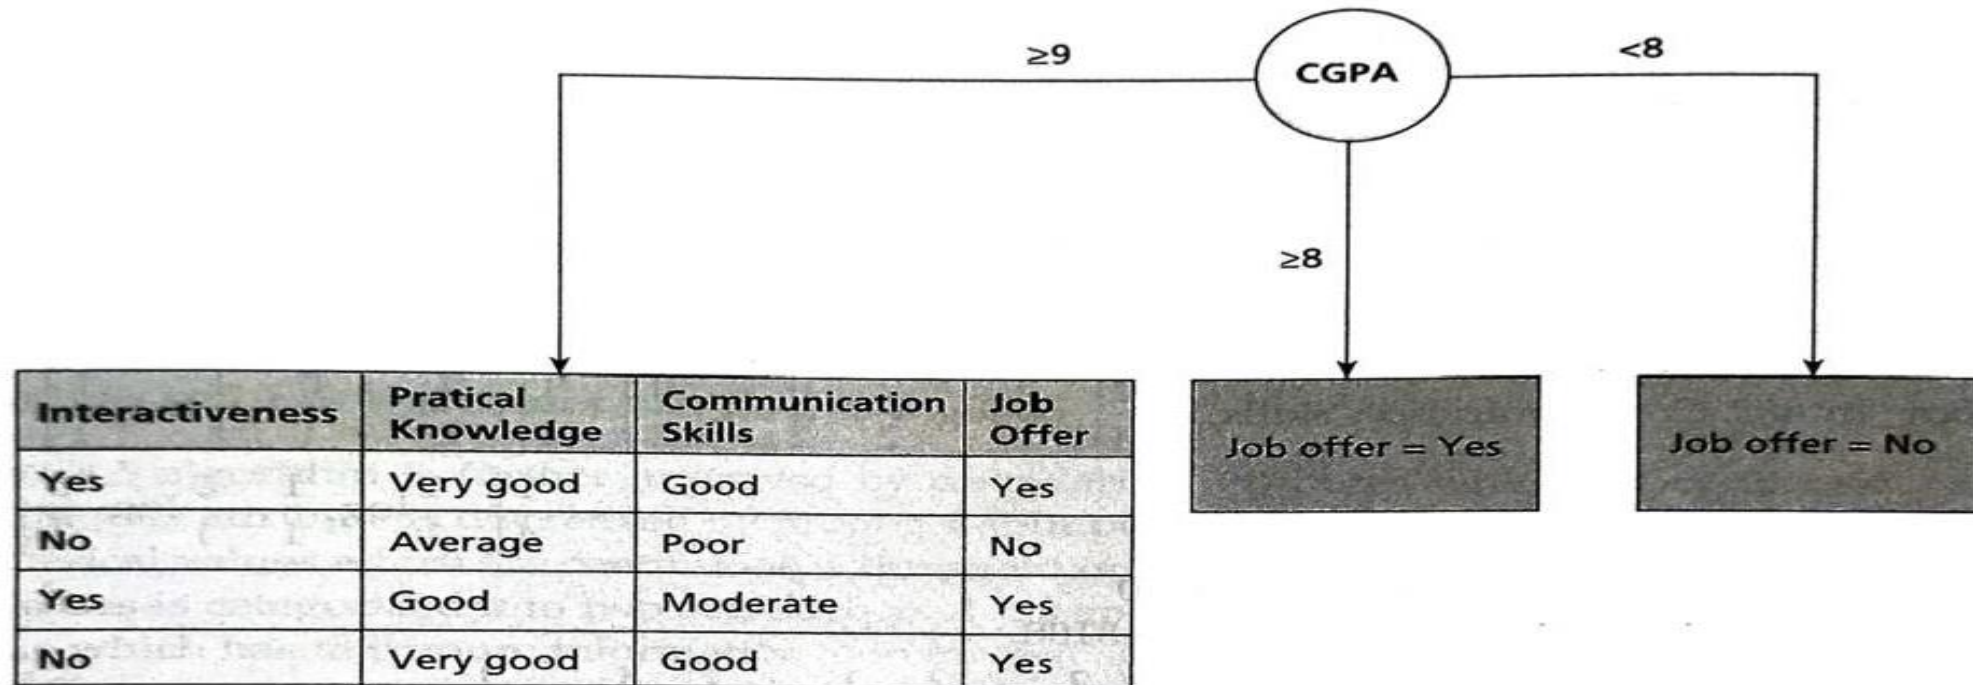 ≥9
CGPA
<8
≥8
Interactiveness
Pratical
Knowledge
Communication
Skills
Job
Offer
Yes
Very good
Good
Yes
No
Average
Poor
No
Yes
Good
Moderate
Yes
No
Very good
Good
Yes
Job offer = Yes
Job offer = No